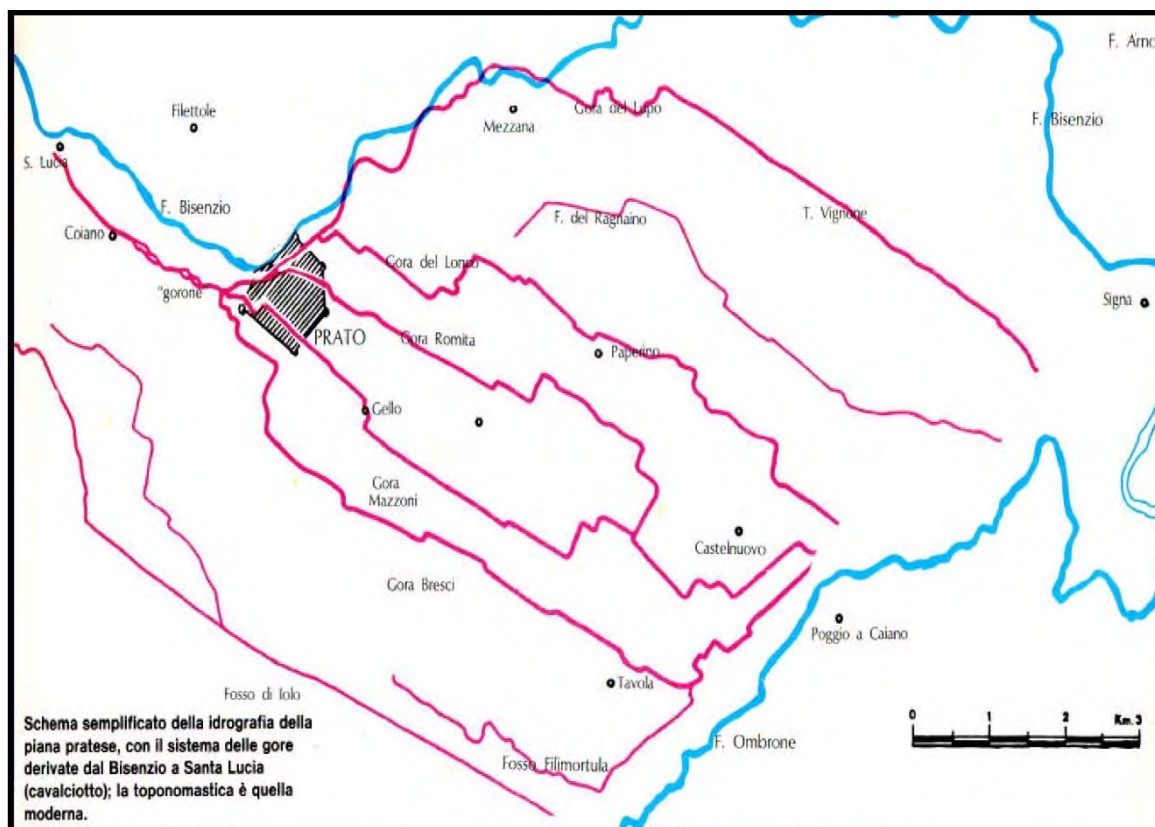 F. Arno
Filettole
Mezzana
Gora del Lupo
F. Bisenzio
S. Lucia
F. Bisenzio
F. del Ragnaino
T. Vignone
Coiano
Gora del Lonco
"gorone"
Signa
PRATO
Gora Romita
Paperino
Gello
Gora
Mazzoni
Castelnuovo
Gora Bresci
Poggio a Caiano
Tavola
Fosso di Iolo
Schema semplificato della idrografia della
piana pratese, con il sistema delle gore
derivate dal Bisenzio a Santa Lucia
(cavalciotto); la toponomastica è quella
moderna.
0 1 2 Km. 3
F. Ombrone
Fosso Filimortula